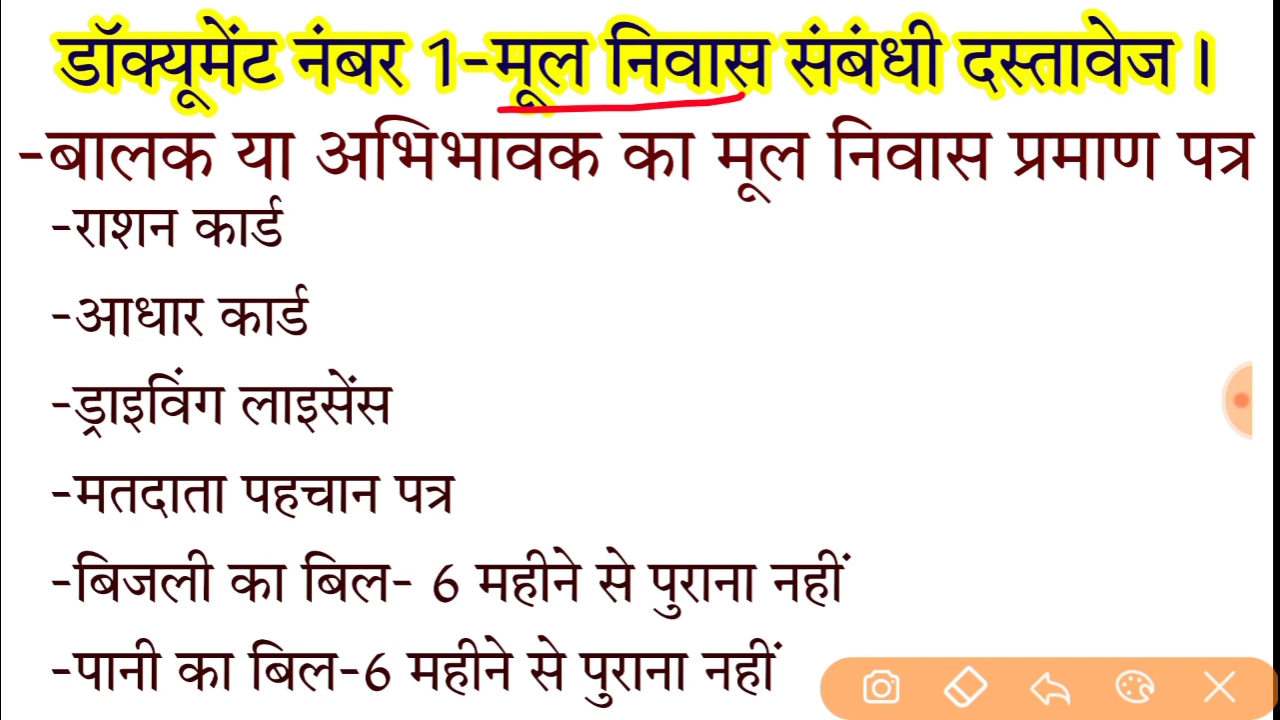 डॉक्यूमेंट नंबर 1-मूल निवास संबंधी दस्तावेज।
-बालक या अभिभावक का मूल निवास प्रमाण पत्र
-राशन कार्ड
-आधार कार्ड
-ड्राइविंग लाइसेंस
-मतदाता पहचान पत्र
-बिजली का बिल- 6 महीने से पुराना नहीं
-पानी का बिल-6 महीने से पुराना नहीं